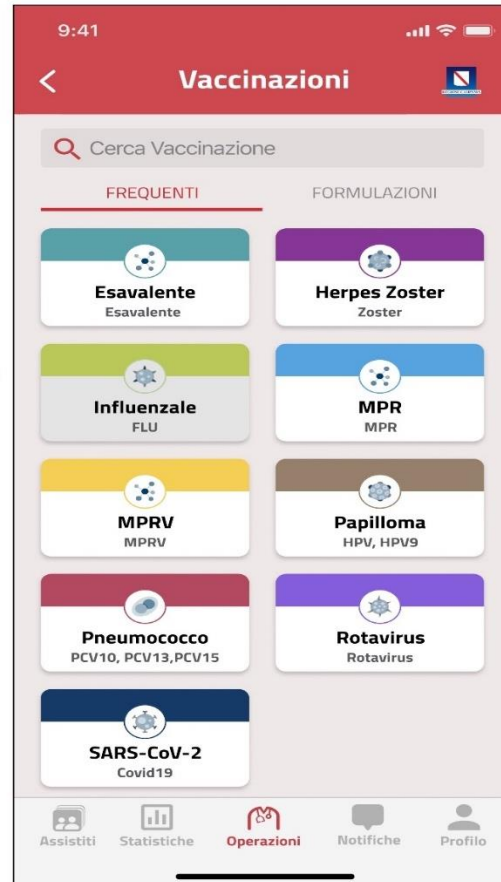 9:41
Vaccinazioni
Cerca Vaccinazione
FREQUENTI
FORMULAZIONI
Esavalente
Esavalente
Herpes Zoster
Zoster
Influenzale
FLU
MPR
MPR
MPRV
MPRV
Papilloma
HPV, HPV9
Pneumococco
PCV10, PCV13,PCV15
Rotavirus
Rotavirus
SARS-CoV-2
Covid19
Assistiti
Statistiche
Operazioni
Notifiche
Profilo